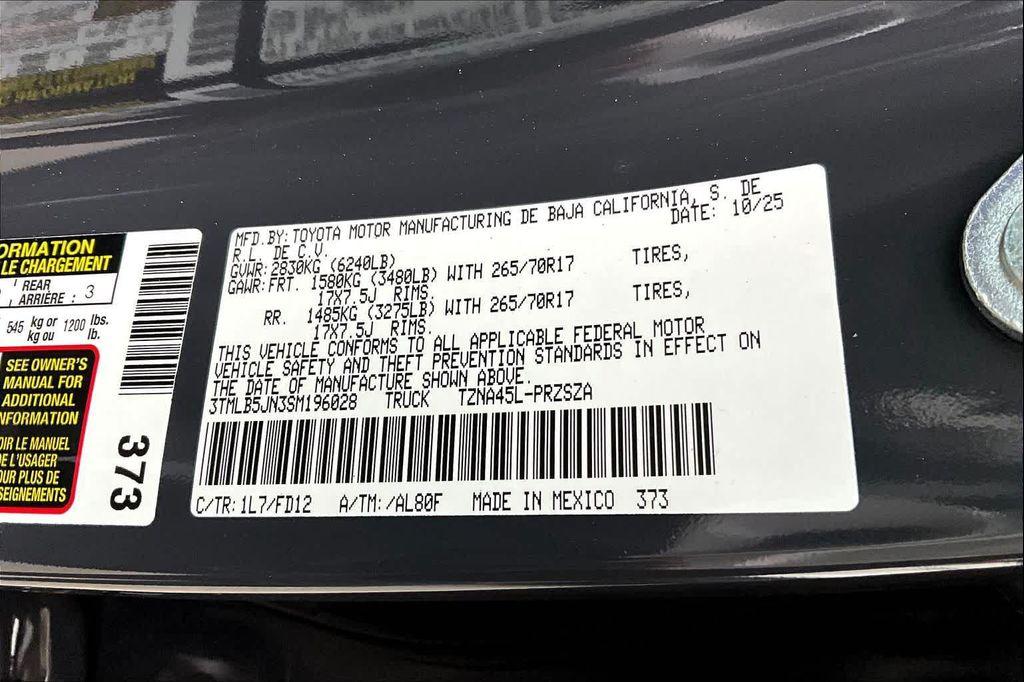 ORMATION
LE CHARGEMENT
REAR
ARRIÈRE : 3
545 kg or 1200 lbs.
kg ou lb.
SEE OWNER'S
MANUAL FOR
ADDITIONAL
NFORMATION
OIR LE MANUEL
DE L'USAGER
OUR PLUS DE
SEIGNEMENTS
373
MFD.BY:TOYOTA MOTOR MANUFACTURING DE BAJA CALIFORNIA, S. DE
R.L. DE C.V. DATE: 10/25
GVWR:2830KG (6240LB)
GAWR:FRT. 1580KG (3480LB) WITH 265/70R17 TIRES,
17X7.5J RIMS.
RR. 1485KG (3275LB) WITH 265/70R17 TIRES,
17X7.5J RIMS.
THIS VEHICLE CONFORMS TO ALL APPLICABLE FEDERAL MOTOR
VEHICLE SAFETY AND THEFT PREVENTION STANDARDS IN EFFECT ON
THE DATE OF MANUFACTURE SHOWN ABOVE.
3TMLB5JN3SM196028 TRUCK TZNA45L-PRZSZA
C/TR:1L7/FD12 A/TM:/AL80F MADE IN MEXICO 373